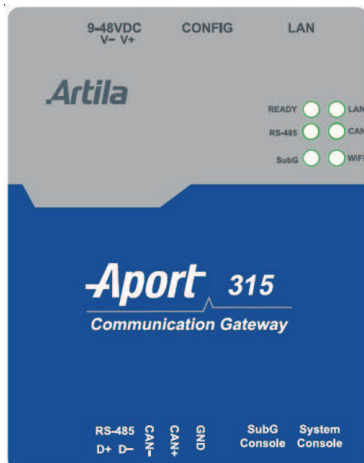 9-48VDC CONFIG LAN
V- V+
Artila
READY LAN
RS-485 CAN
SubG WiFi
Aport 315
Communication Gateway
RS-485 CAN- CAN+ GND SubG System
D+ D- Console Console